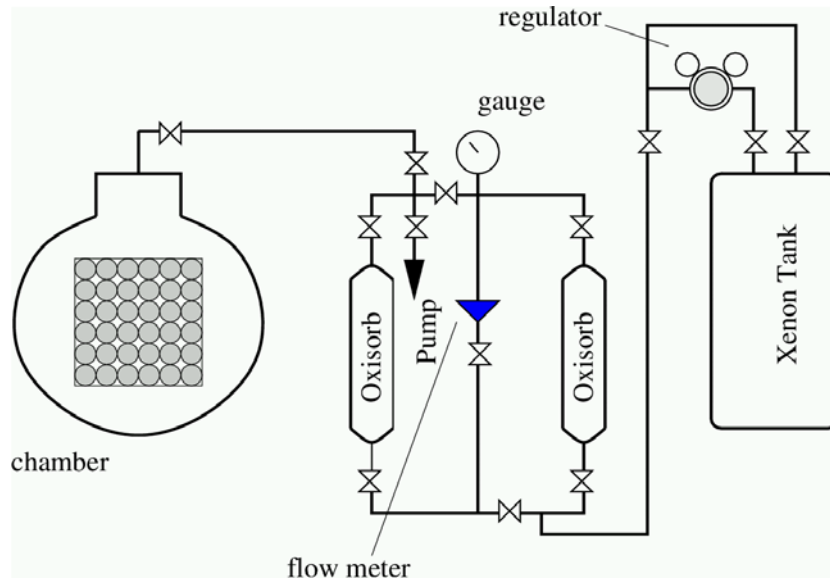 regulator
gauge
Oxisorb
Pump
Oxisorb
Xenon Tank
chamber
flow meter